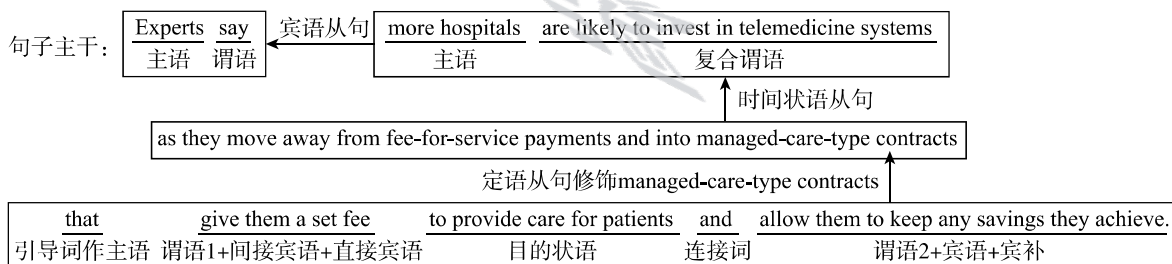 句子主干： Experts say 宾语从句 more hospitals are likely to invest in telemedicine systems
主语 谓语 主语 复合谓语
时间状语从句
as they move away from fee-for-service payments and into managed-care-type contracts
定语从句修饰managed-care-type contracts
that give them a set fee to provide care for patients and allow them to keep any savings they achieve.
引导词作主语 谓语1+间接宾语+直接宾语 目的状语 连接词 谓语2+宾语+宾补